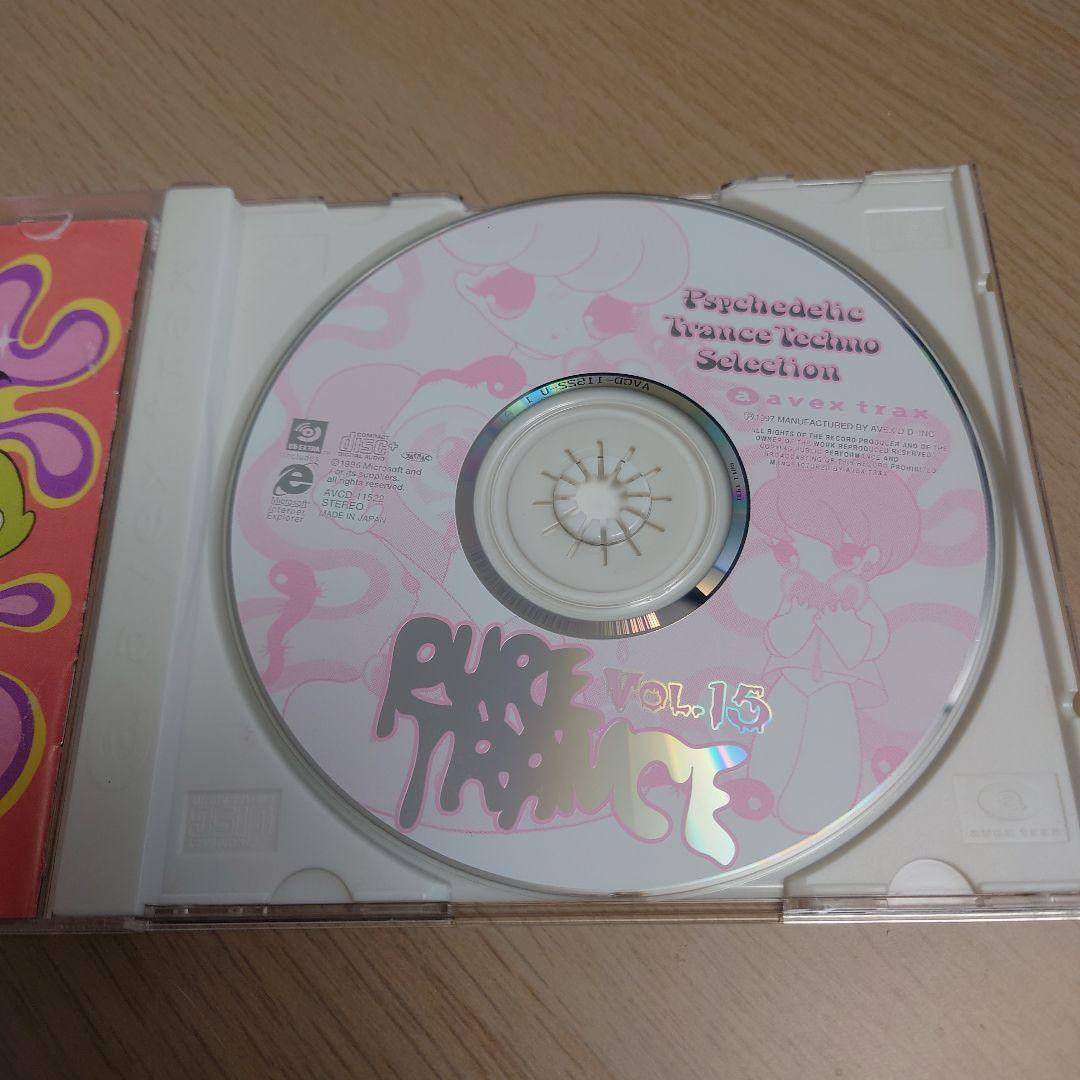 Psychedelic
Trance Techno
Selection
a avex trax
℗1997 MANUFACTURED BY AVEX D.D. INC.
ALL RIGHTS OF THE RECORD PRODUCER AND OF THE
OWNER OF THE WORK REPRODUCED RESERVED.
COPYING PUBLIC PERFORMANCE AND
BROADCASTING OF THIS RECORD PROHIBITED
MANUFACTURED BY AVEX TRAX
AVCD-11522
CD EXTRA
includes
e
Microsoft
Internet
Explorer
COMPACT
disc+
DIGITAL AUDIO
©1996 Microsoft and
/ or its suppliers.
all rights reserved.
AVCD-11522
STEREO
MADE IN JAPAN
PURE
TRANCE
VOL.15
a
avex trax